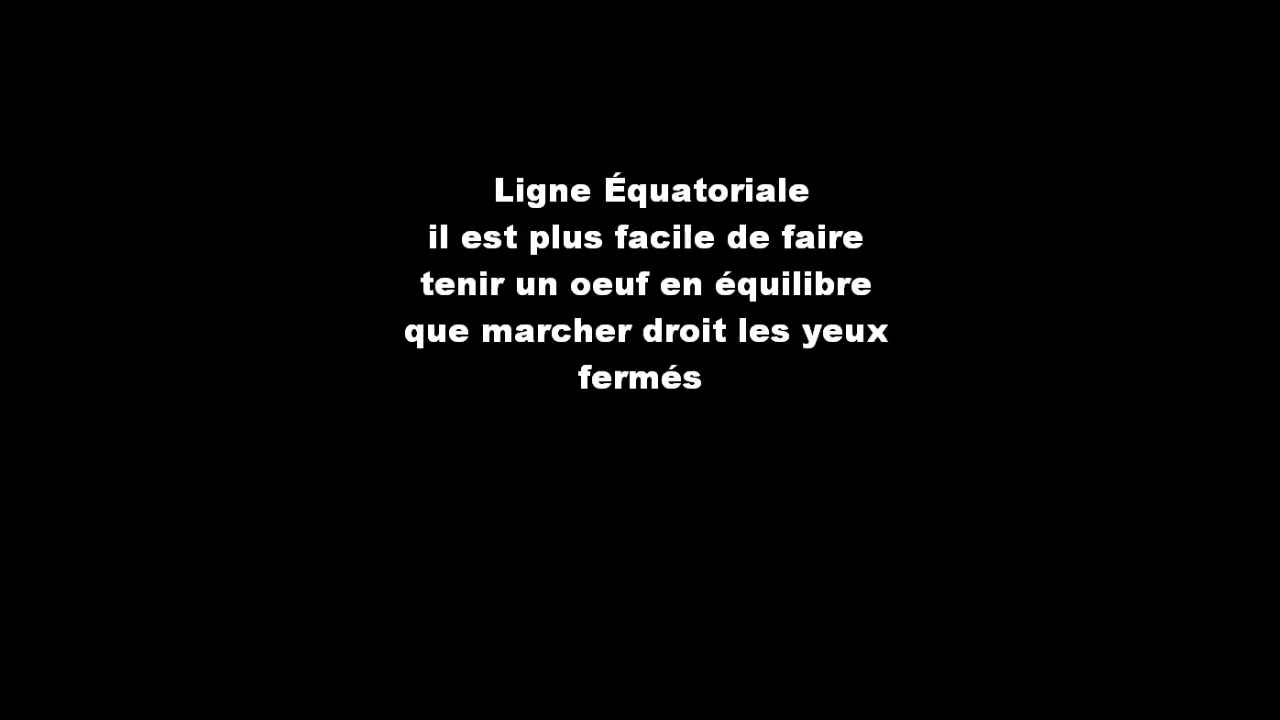 Ligne Équatoriale
il est plus facile de faire
tenir un oeuf en équilibre
que marcher droit les yeux
fermés